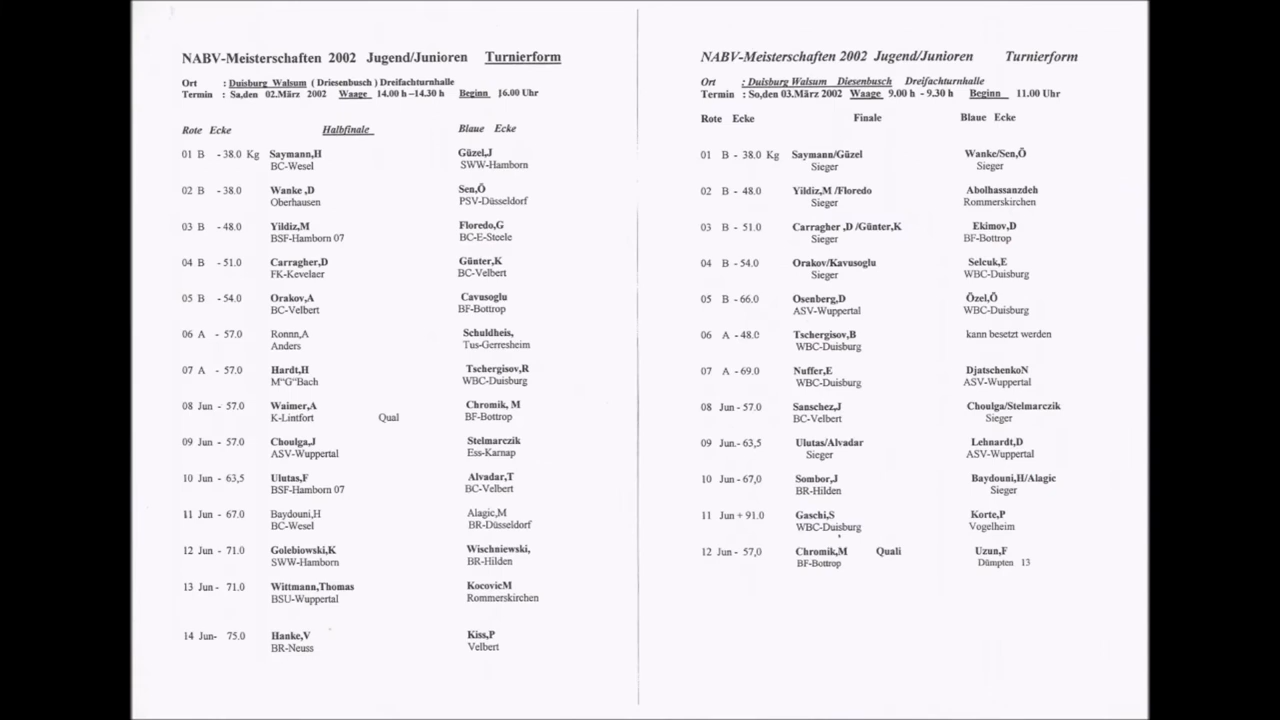 NABV-Meisterschaften 2002 Jugend/Junioren Turnierform
Ort : Duisburg Walsum ( Driesenbusch ) Dreifachturnhalle
Termin : Sa,den 02.März 2002 Waage 14.00 h –14.30 h Beginn 16.00 Uhr
Rote Ecke Halbfinale Blaue Ecke
01 B - 38.0 Kg Saymann,H Güzel,J
BC-Wesel SWW-Hamborn
02 B - 38.0 Wanke ,D Sen,Ö
Oberhausen PSV-Düsseldorf
03 B - 48.0 Yildiz,M Floredo,G
BSF-Hamborn 07 BC-E-Steele
04 B - 51.0 Carragher,D Günter,K
FK-Kevelaer BC-Velbert
05 B - 54.0 Orakov,A Cavusoglu
BC-Velbert BF-Bottrop
06 A - 57.0 Ronnn,A Schuldheis,
Anders Tus-Gerresheim
07 A - 57.0 Hardt,H Tschergisov,R
M“G“Bach WBC-Duisburg
08 Jun - 57.0 Waimer,A Chromik, M
K-Lintfort Qual BF-Bottrop
09 Jun - 57.0 Choulga,J Stelmarczik
ASV-Wuppertal Ess-Karnap
10 Jun - 63,5 Ulutas,F Alvadar,T
BSF-Hamborn 07 BC-Velbert
11 Jun - 67.0 Baydouni,H Alagic,M
BC-Wesel BR-Düsseldorf
12 Jun - 71.0 Golebiowski,K Wischniewski,
SWW-Hamborn BR-Hilden
13 Jun - 71.0 Wittmann,Thomas KocovicM
BSU-Wuppertal Rommerskirchen
14 Jun- 75.0 Hanke,V Kiss,P
BR-Neuss Velbert
NABV-Meisterschaften 2002 Jugend/Junioren Turnierform
Ort : Duisburg Walsum Diesenbusch Dreifachturnhalle
Termin : So,den 03.März 2002 Waage 9.00 h - 9.30 h Beginn 11.00 Uhr
Rote Ecke Finale Blaue Ecke
01 B - 38.0 Kg Saymann/Güzel Wanke/Sen,Ö
Sieger Sieger
02 B - 48.0 Yildiz,M /Floredo Abolhassanzdeh
Sieger Rommerskirchen
03 B - 51.0 Carragher ,D /Günter,K Ekimov,D
Sieger BF-Bottrop
04 B - 54.0 Orakov/Kavusoglu Selcuk,E
Sieger WBC-Duisburg
05 B - 66.0 Osenberg,D Özel,Ö
ASV-Wuppertal WBC-Duisburg
06 A - 48.0 Tschergisov,B kann besetzt werden
WBC-Duisburg
07 A - 69.0 Nuffer,E DjatschenkoN
WBC-Duisburg ASV-Wuppertal
08 Jun - 57.0 Sanschez,J Choulga/Stelmarczik
BC-Velbert Sieger
09 Jun.- 63,5 Ulutas/Alvadar Lehnardt,D
Sieger ASV-Wuppertal
10 Jun - 67,0 Sombor,J Baydouni,H/Alagic
BR-Hilden Sieger
11 Jun + 91.0 Gaschi,S Korte,P
WBC-Duisburg Vogelheim
12 Jun - 57,0 Chromik,M Quali Uzun,F
BF-Bottrop Dümpten 13